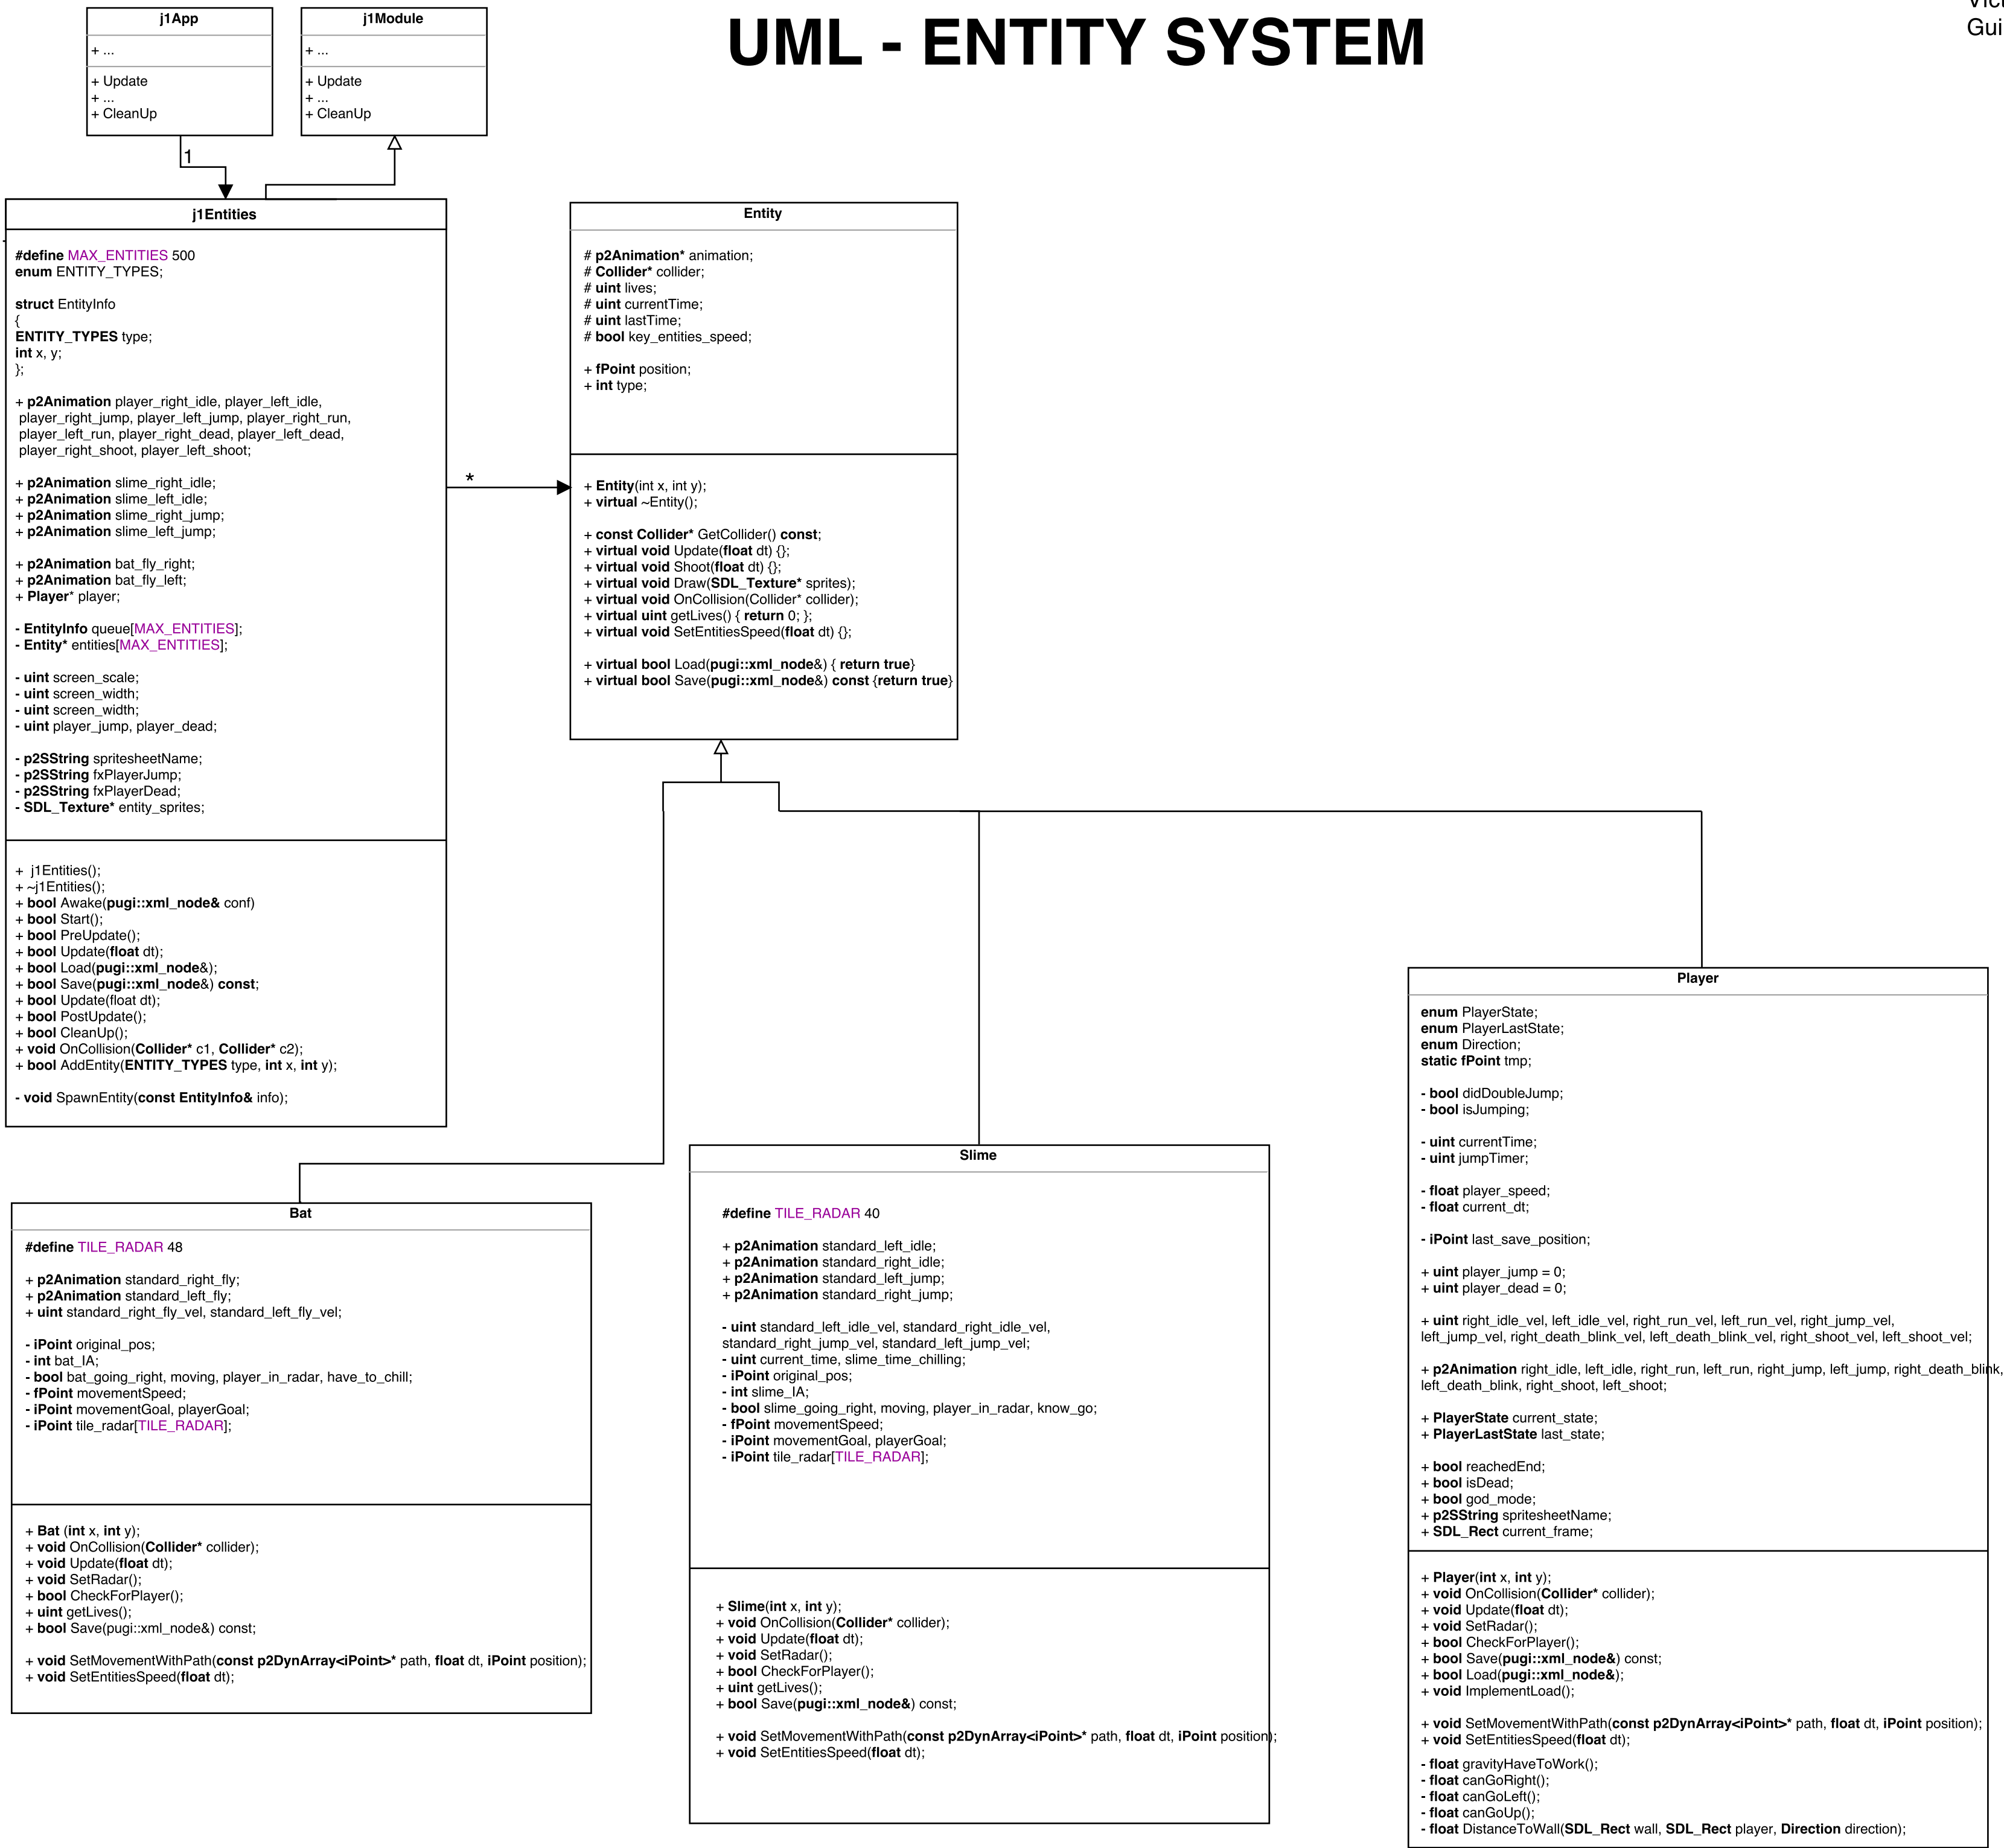 UML - ENTITY SYSTEM
Gui
j1App
+ ...
+ Update
+ ...
+ CleanUp
j1Module
+ ...
+ Update
+ ...
+ CleanUp
1
j1Entities
#define MAX_ENTITIES 500
enum ENTITY_TYPES;
struct EntityInfo
{
ENTITY_TYPES type;
int x, y;
};
+ p2Animation player_right_idle, player_left_idle,
player_right_jump, player_left_jump, player_right_run,
player_left_run, player_right_dead, player_left_dead,
player_right_shoot, player_left_shoot;
+ p2Animation slime_right_idle;
+ p2Animation slime_left_idle;
+ p2Animation slime_right_jump;
+ p2Animation slime_left_jump;
+ p2Animation bat_fly_right;
+ p2Animation bat_fly_left;
+ Player* player;
- EntityInfo queue[MAX_ENTITIES];
- Entity* entities[MAX_ENTITIES];
- uint screen_scale;
- uint screen_width;
- uint screen_width;
- uint player_jump, player_dead;
- p2SString spritesheetName;
- p2SString fxPlayerJump;
- p2SString fxPlayerDead;
- SDL_Texture* entity_sprites;
+ j1Entities();
+ ~j1Entities();
+ bool Awake(pugi::xml_node& conf)
+ bool Start();
+ bool PreUpdate();
+ bool Update(float dt);
+ bool Load(pugi::xml_node&);
+ bool Save(pugi::xml_node&) const;
+ bool Update(float dt);
+ bool PostUpdate();
+ bool CleanUp();
+ void OnCollision(Collider* c1, Collider* c2);
+ bool AddEntity(ENTITY_TYPES type, int x, int y);
- void SpawnEntity(const EntityInfo& info);
*
Entity
# p2Animation* animation;
# Collider* collider;
# uint lives;
# uint currentTime;
# uint lastTime;
# bool key_entities_speed;
+ fPoint position;
+ int type;
+ Entity(int x, int y);
+ virtual ~Entity();
+ const Collider* GetCollider() const;
+ virtual void Update(float dt) {};
+ virtual void Shoot(float dt) {};
+ virtual void Draw(SDL_Texture* sprites);
+ virtual void OnCollision(Collider* collider);
+ virtual uint getLives() { return 0; };
+ virtual void SetEntitiesSpeed(float dt) {};
+ virtual bool Load(pugi::xml_node&) { return true}
+ virtual bool Save(pugi::xml_node&) const {return true}
Bat
#define TILE_RADAR 48
+ p2Animation standard_right_fly;
+ p2Animation standard_left_fly;
+ uint standard_right_fly_vel, standard_left_fly_vel;
- iPoint original_pos;
- int bat_IA;
- bool bat_going_right, moving, player_in_radar, have_to_chill;
- fPoint movementSpeed;
- iPoint movementGoal, playerGoal;
- iPoint tile_radar[TILE_RADAR];
+ Bat (int x, int y);
+ void OnCollision(Collider* collider);
+ void Update(float dt);
+ void SetRadar();
+ bool CheckForPlayer();
+ uint getLives();
+ bool Save(pugi::xml_node&) const;
+ void SetMovementWithPath(const p2DynArray<iPoint>* path, float dt, iPoint position);
+ void SetEntitiesSpeed(float dt);
Slime
#define TILE_RADAR 40
+ p2Animation standard_left_idle;
+ p2Animation standard_right_idle;
+ p2Animation standard_left_jump;
+ p2Animation standard_right_jump;
- uint standard_left_idle_vel, standard_right_idle_vel,
standard_right_jump_vel, standard_left_jump_vel;
- uint current_time, slime_time_chilling;
- iPoint original_pos;
- int slime_IA;
- bool slime_going_right, moving, player_in_radar, know_go;
- fPoint movementSpeed;
- iPoint movementGoal, playerGoal;
- iPoint tile_radar[TILE_RADAR];
+ Slime(int x, int y);
+ void OnCollision(Collider* collider);
+ void Update(float dt);
+ void SetRadar();
+ bool CheckForPlayer();
+ uint getLives();
+ bool Save(pugi::xml_node&) const;
+ void SetMovementWithPath(const p2DynArray<iPoint>* path, float dt, iPoint position);
+ void SetEntitiesSpeed(float dt);
Player
enum PlayerState;
enum PlayerLastState;
enum Direction;
static fPoint tmp;
- bool didDoubleJump;
- bool isJumping;
- uint currentTime;
- uint jumpTimer;
- float player_speed;
- float current_dt;
- iPoint last_save_position;
+ uint player_jump = 0;
+ uint player_dead = 0;
+ uint right_idle_vel, left_idle_vel, right_run_vel, left_run_vel, right_jump_vel,
left_jump_vel, right_death_blink_vel, left_death_blink_vel, right_shoot_vel, left_shoot_vel;
+ p2Animation right_idle, left_idle, right_run, left_run, right_jump, left_jump, right_death_blink,
left_death_blink, right_shoot, left_shoot;
+ PlayerState current_state;
+ PlayerLastState last_state;
+ bool reachedEnd;
+ bool isDead;
+ bool god_mode;
+ p2SString spritesheetName;
+ SDL_Rect current_frame;
+ Player(int x, int y);
+ void OnCollision(Collider* collider);
+ void Update(float dt);
+ void SetRadar();
+ bool CheckForPlayer();
+ bool Save(pugi::xml_node&) const;
+ bool Load(pugi::xml_node&);
+ void ImplementLoad();
+ void SetMovementWithPath(const p2DynArray<iPoint>* path, float dt, iPoint position);
+ void SetEntitiesSpeed(float dt);
- float gravityHaveToWork();
- float canGoRight();
- float canGoLeft();
- float canGoUp();
- float DistanceToWall(SDL_Rect wall, SDL_Rect player, Direction direction);